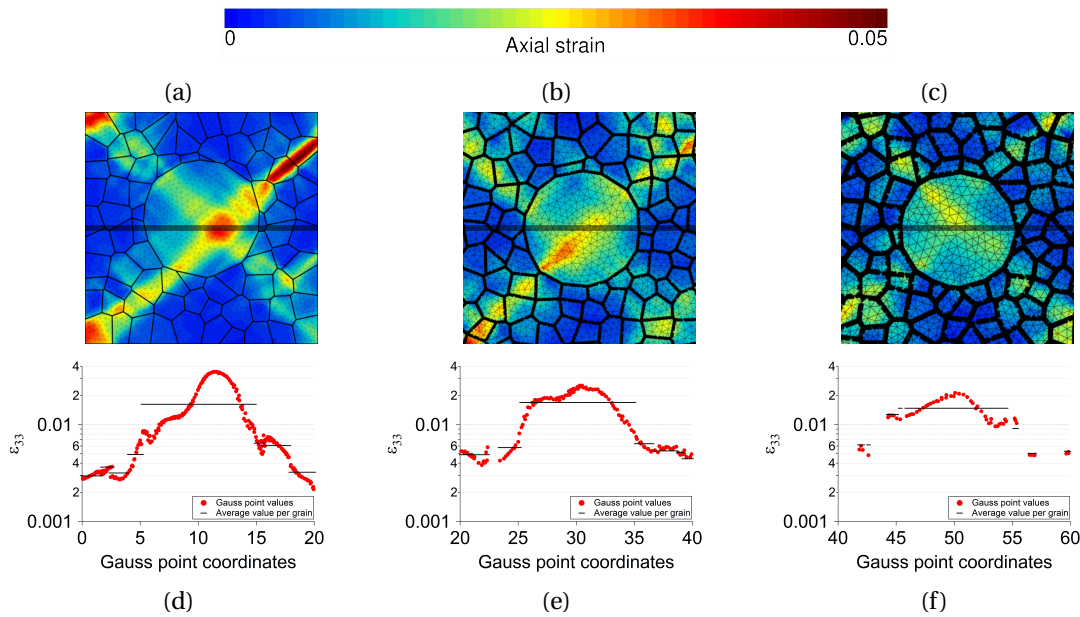 0 0.05
Axial strain
(a) (b) (c)
4
2
0.01
6
4
2
0.001
ε33
Gauss point values
Average value per grain
0 5 10 15 20
Gauss point coordinates
4
2
0.01
6
4
2
0.001
ε33
Gauss point values
Average value per grain
20 25 30 35 40
Gauss point coordinates
4
2
0.01
6
4
2
0.001
ε33
Gauss point values
Average value per grain
40 45 50 55 60
Gauss point coordinates
(d) (e) (f)